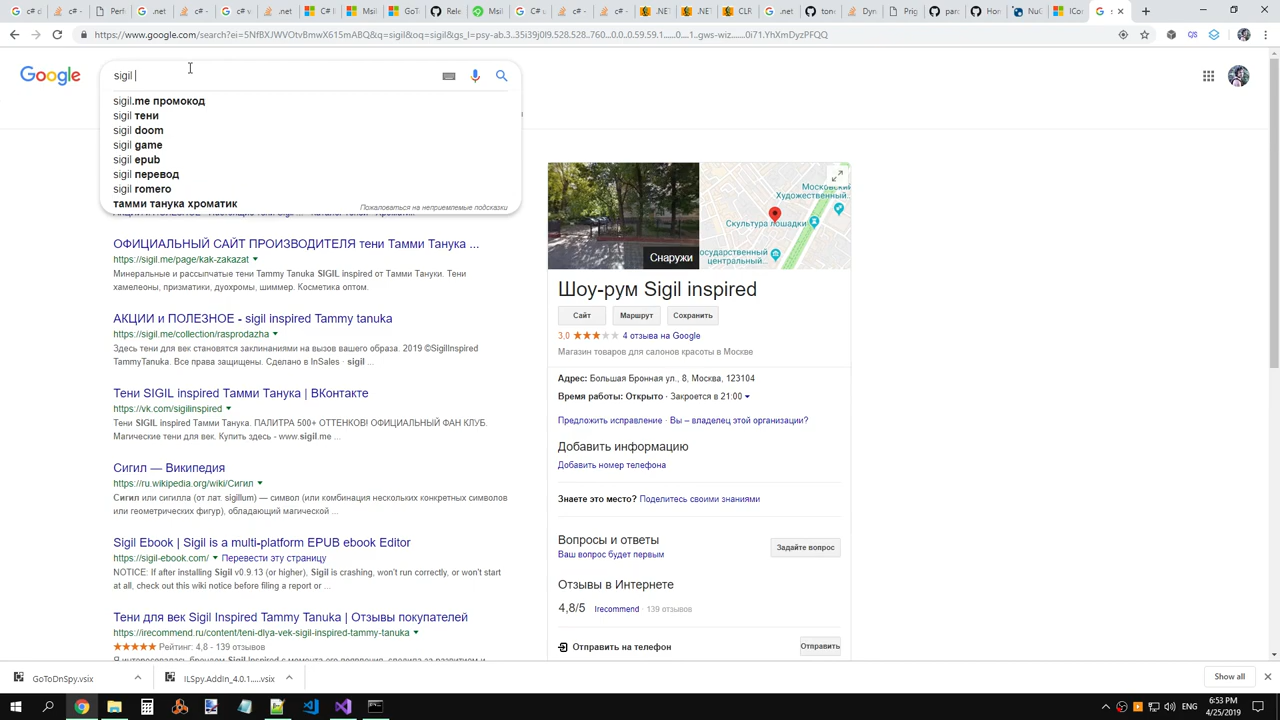 Ni
Det
Pro
Git
parc
Hos
Nu
Mar
ICor
s
https://www.google.com/search?ei=5NfBXJWVOtvBmwX615mABQ&q=sigil&oq=sigil&gs_l=psy-ab.3..35i39j0l9.528.528..760...0.0..0.59.59.1......0....1..gws-wiz.......0i71.YhXmDyzPFQQ
Google
sigil
sigil.me промокод
sigil тени
sigil doom
sigil game
sigil epub
sigil перевод
sigil romero
тамми танука хроматик
Пожаловаться на неприемлемые подсказки
ОФИЦИАЛЬНЫЙ САЙТ ПРОИЗВОДИТЕЛЯ тени Тамми Танука ...
https://sigil.me/page/kak-zakazat
Минеральные и рассыпчатые тени Tammy Tanuka SIGIL inspired от Тамми Тануки. Тени
хамелеоны, призматики, дуохромы, шиммер. Косметика оптом.
АКЦИИ и ПОЛЕЗНОЕ - sigil inspired Tammy tanuka
https://sigil.me/collection/rasprodazha
Здесь тени для век становятся заклинаниями на вызов вашего образа. 2019 ©SigilInspired
TammyTanuka. Все права защищены. Сделано в InSales · sigil ...
Тени SIGIL inspired Тамми Танука | ВКонтакте
https://vk.com/sigilinspired
Тени SIGIL inspired Тамми Танука. ПАЛИТРА 500+ ОТТЕНКОВ! ОФИЦИАЛЬНЫЙ ФАН КЛУБ.
Магические тени для век. Купить здесь - www.sigil.me ...
Сигил — Википедия
https://ru.wikipedia.org/wiki/Сигил
Сигил или сигилла (от лат. sigillum) — символ (или комбинация нескольких конкретных символов
или геометрических фигур), обладающий магической ...
Sigil Ebook | Sigil is a multi-platform EPUB ebook Editor
https://sigil-ebook.com/ Перевести эту страницу
NOTICE: If after installing Sigil v0.9.13 (or higher), Sigil is crashing, won't run correctly, or won't start
at all, check out this wiki notice before filing a report or ...
Тени для век Sigil Inspired Tammy Tanuka | Отзывы покупателей
https://irecommend.ru/content/teni-dlya-vek-sigil-inspired-tammy-tanuka
Рейтинг: 4,8 - 139 отзывов
Снаружи
Московский
Художественный...
Скульптура лошадки
осударственный
центральный...
Шоу-рум Sigil inspired
Сайт Маршрут Сохранить
3,0 4 отзыва на Google
Магазин товаров для салонов красоты в Москве
Адрес: Большая Бронная ул., 8, Москва, 123104
Время работы: Открыто · Закроется в 21:00
Предложить исправление · Вы – владелец этой организации?
Добавить информацию
Добавить номер телефона
Знаете это место? Поделитесь своими знаниями
Вопросы и ответы
Ваш вопрос будет первым
Задайте вопрос
Отзывы в Интернете
4,8/5 Irecommend · 139 отзывов
Отправить на телефон
Отправить
GoToDnSpy.vsix
ILSpy.AddIn_4.0.1.....vsix
Show all
ENG
6:53 PM
4/25/2019